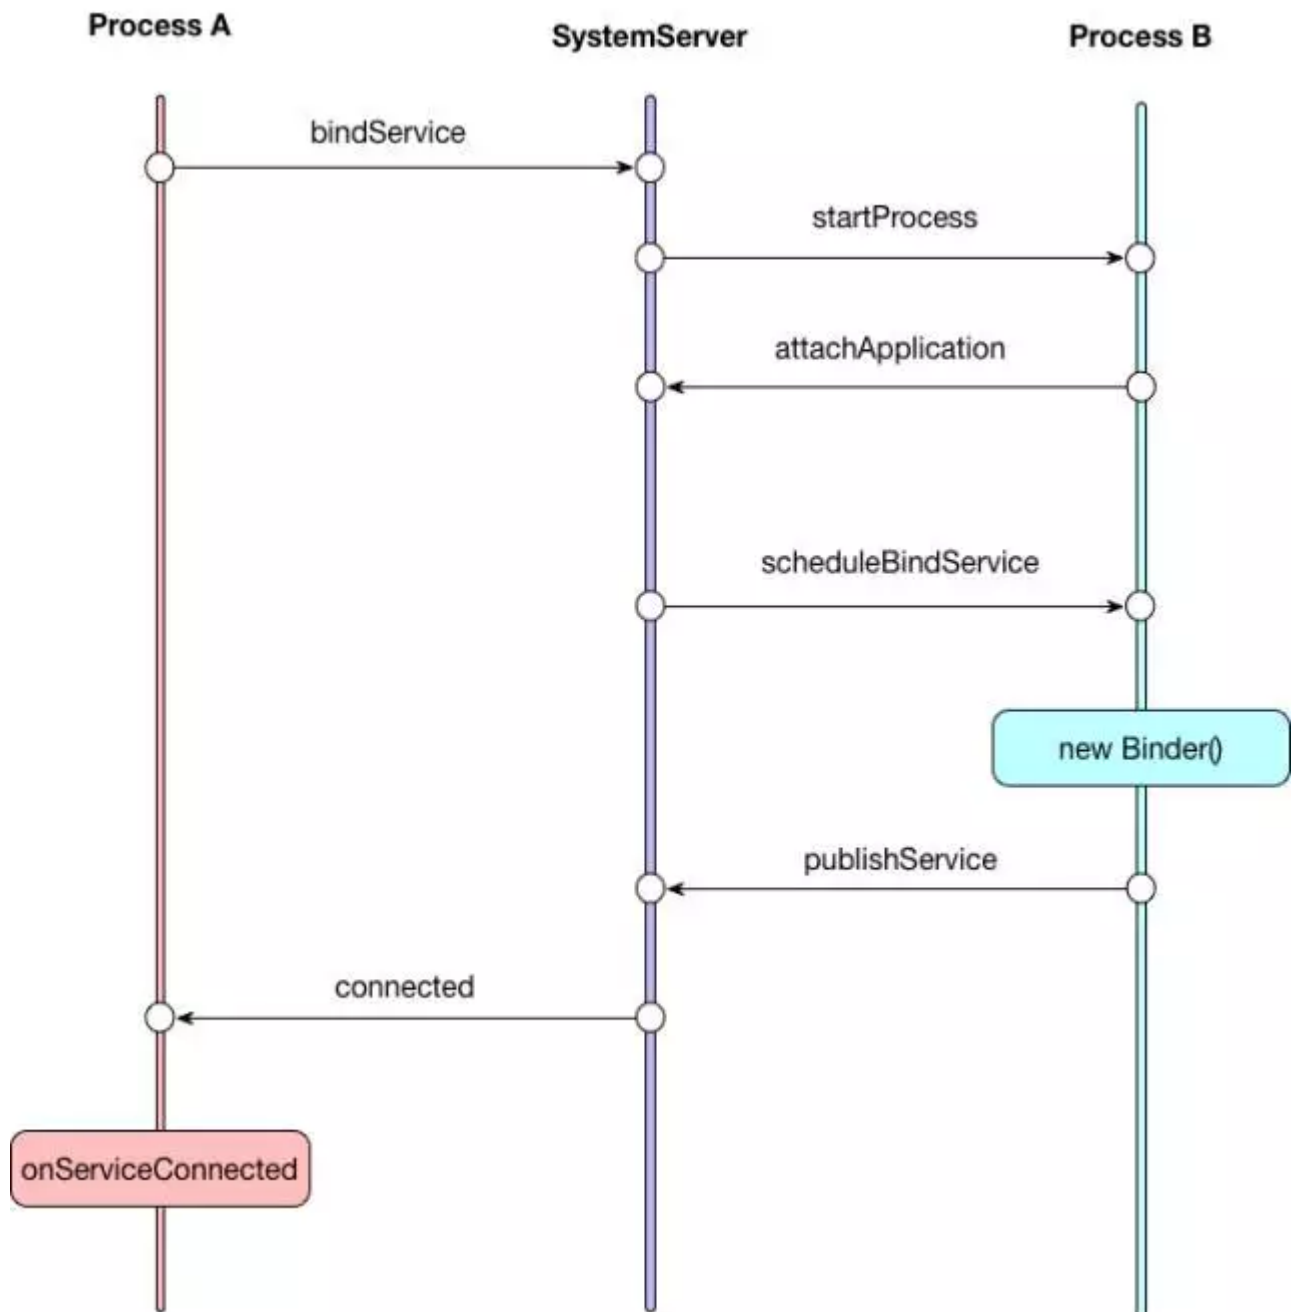 Process A
SystemServer
Process B
bindService
startProcess
attachApplication
scheduleBindService
new Binder()
publishService
connected
onServiceConnected